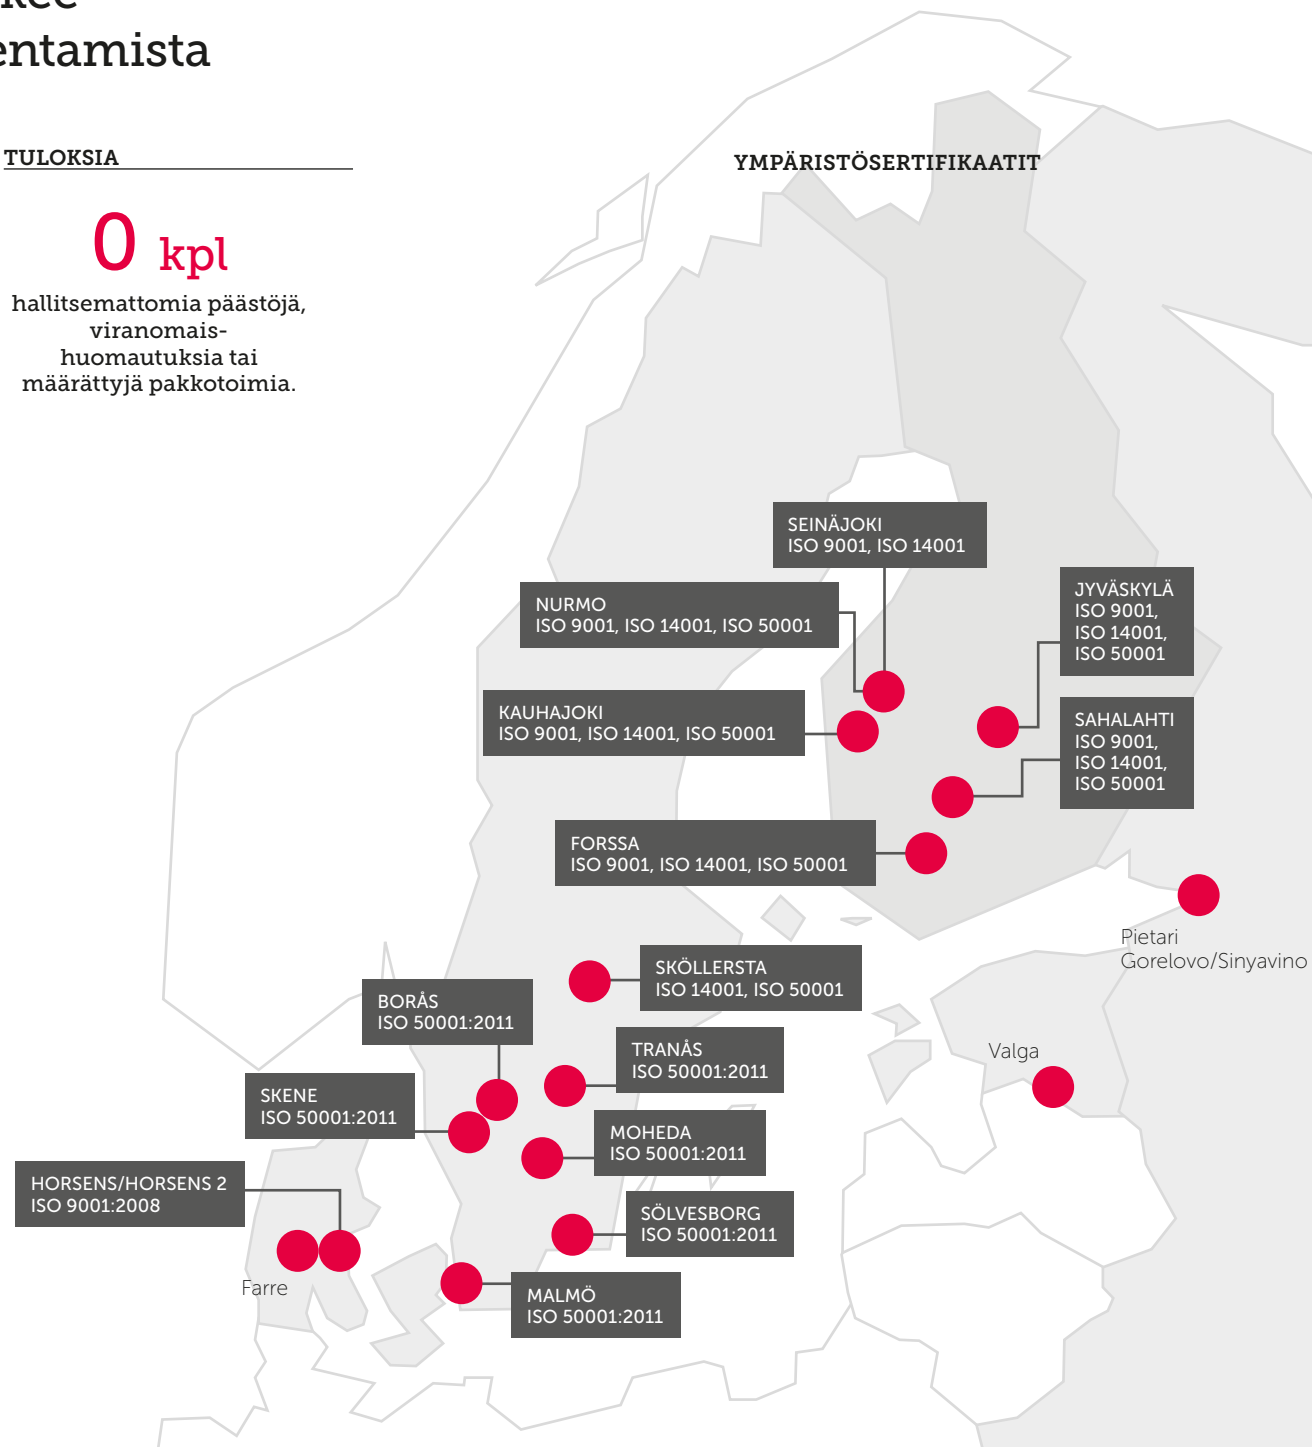 entamista
TULOKSIA
0 kpl
hallitsemattomia päästöjä,
viranomais-
huomautuksia tai
määrättyjä pakkotoimia.
YMPÄRISTÖSERTIFIKAATIT
SEINÄJOKI
ISO 9001, ISO 14001
NURMO
ISO 9001, ISO 14001, ISO 50001
JYVÄSKYLÄ
ISO 9001,
ISO 14001,
ISO 50001
KAUHAJOKI
ISO 9001, ISO 14001, ISO 50001
SAHALAHTI
ISO 9001,
ISO 14001,
ISO 50001
FORSSA
ISO 9001, ISO 14001, ISO 50001
Pietari
Gorelovo/Sinyavino
SKÖLLERSTA
ISO 14001, ISO 50001
BORÅS
ISO 50001:2011
TRANÅS
ISO 50001:2011
Valga
SKENE
ISO 50001:2011
MOHEDA
ISO 50001:2011
HORSENS/HORSENS 2
ISO 9001:2008
SÖLVESBORG
ISO 50001:2011
Farre
MALMÖ
ISO 50001:2011